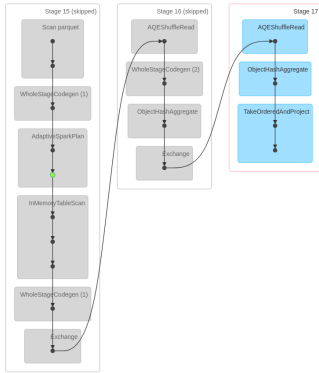 Stage 15 (skipped)
Scan parquet
WholeStageCodegen (1)
AdaptiveSparkPlan
InMemoryTableScan
WholeStageCodegen (1)
Exchange
Stage 16 (skipped)
AQEShuffleRead
WholeStageCodegen (2)
ObjectHashAggregate
Exchange
Stage 17
AQEShuffleRead
ObjectHashAggregate
TakeOrderedAndProject